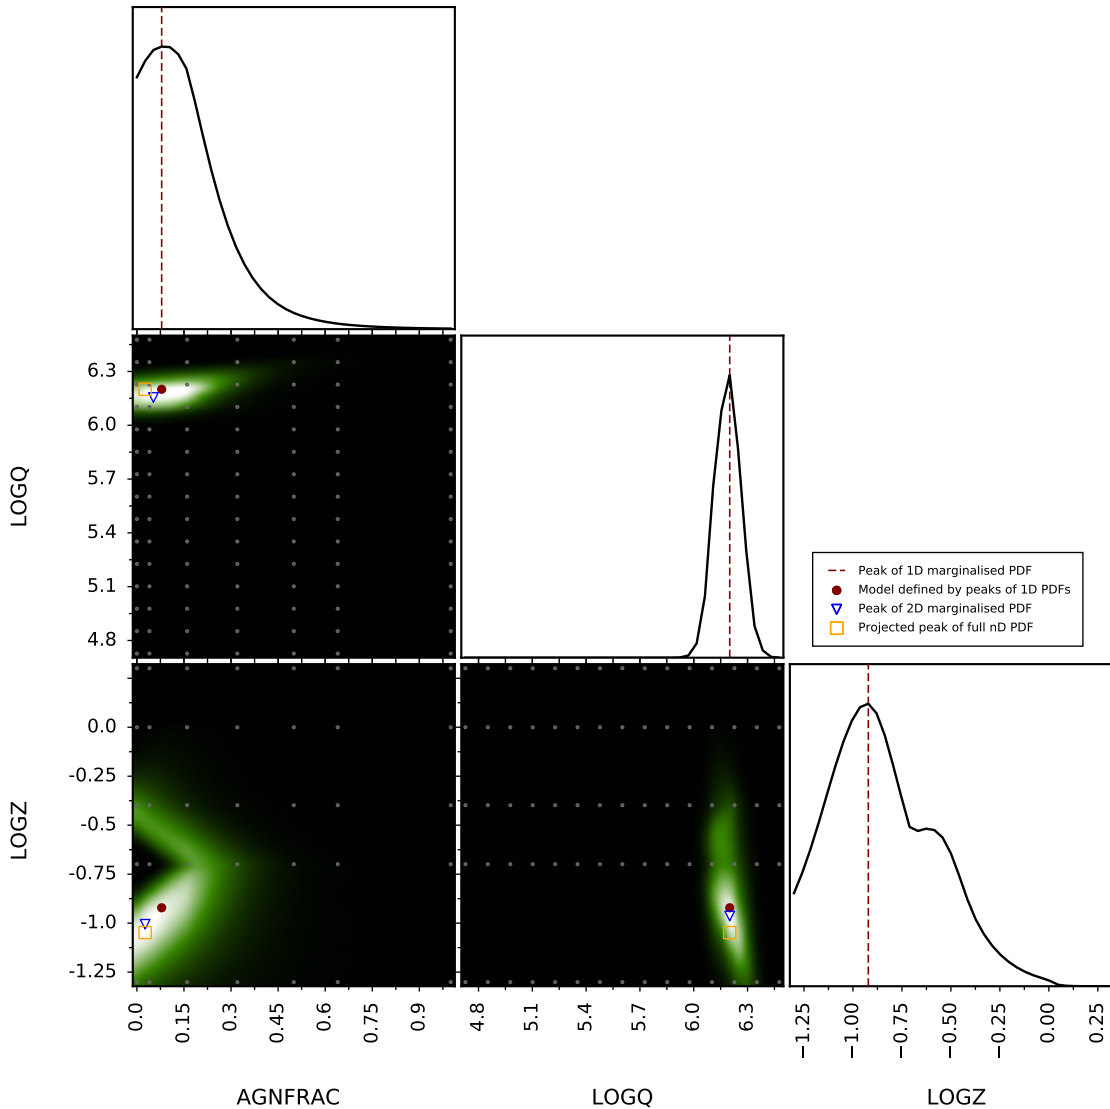 6.3
6.0
5.7
5.4
5.1
4.8
LOGQ
Peak of 1D marginalised PDF
Model defined by peaks of 1D PDFs
Peak of 2D marginalised PDF
Projected peak of full nD PDF
0.0
-0.25
-0.5
-0.75
-1.0
-1.25
LOGZ
0.0 0.15 0.3 0.45 0.6 0.75 0.9
4.8 5.1 5.4 5.7 6.0 6.3
−1.25 −1.00 −0.75 −0.50 −0.25 0.00 0.25
AGNFRAC LOGQ LOGZ